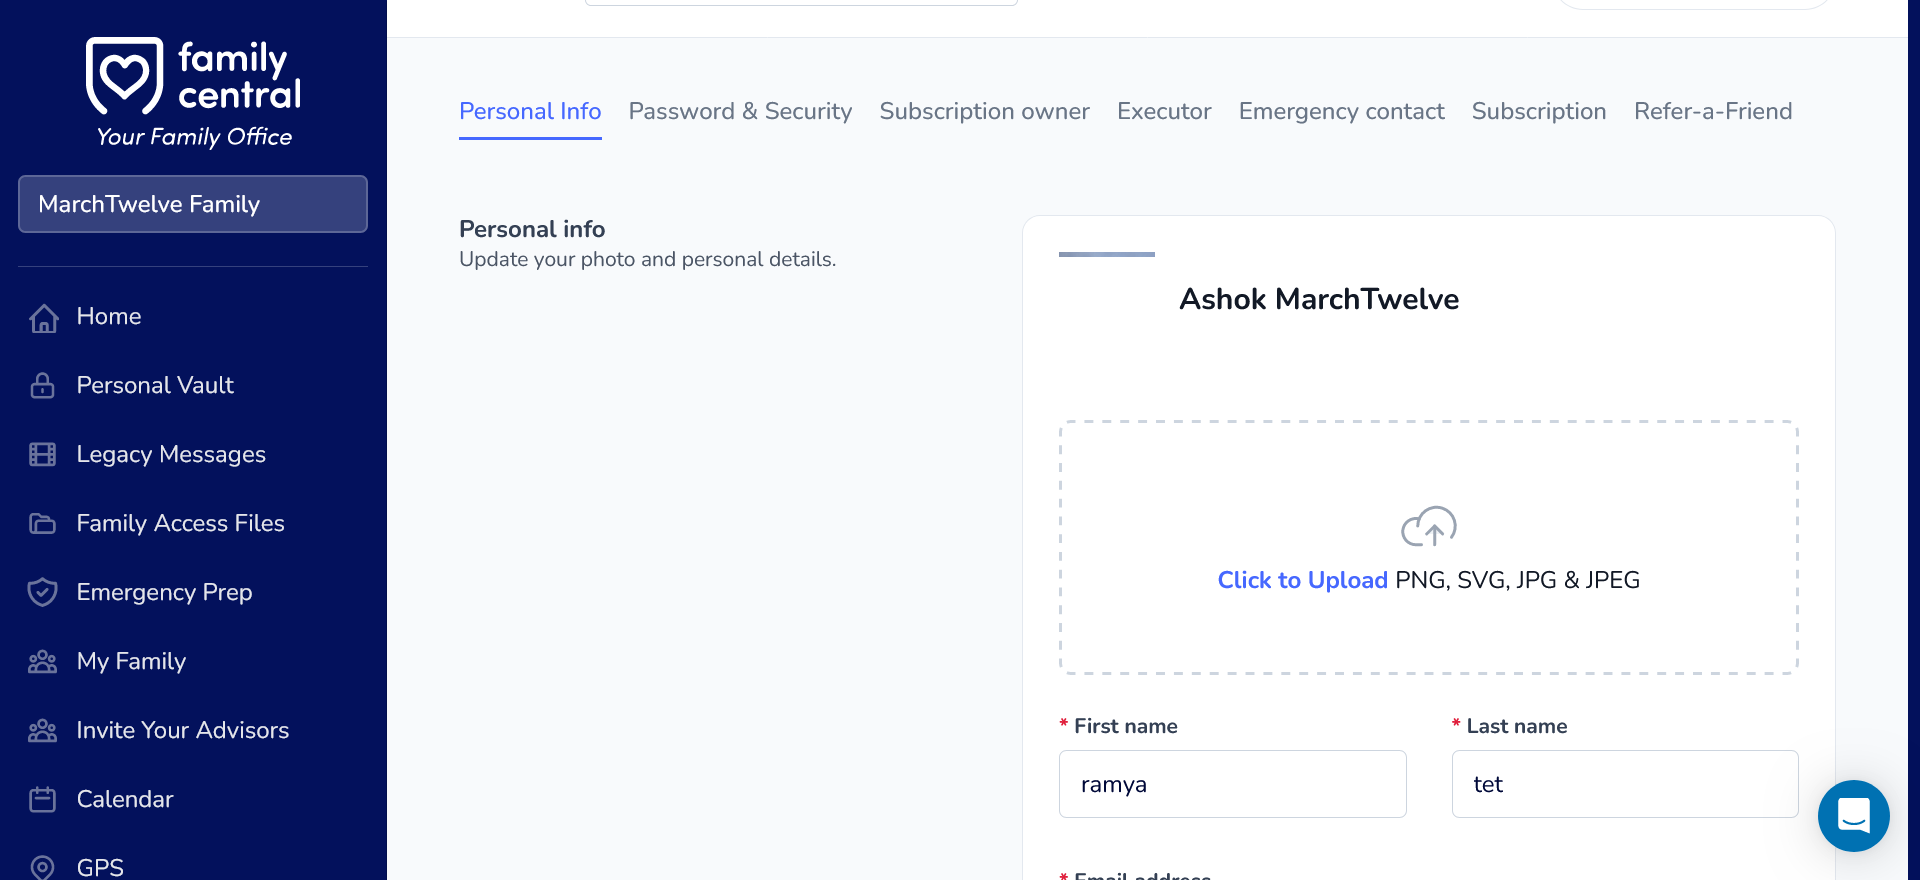 family
central
Your Family Office
MarchTwelve Family
Home
Personal Vault
Legacy Messages
Family Access Files
Emergency Prep
My Family
Invite Your Advisors
Calendar
GPS
Personal Info Password & Security Subscription owner Executor Emergency contact Subscription Refer-a-Friend
Personal info
Update your photo and personal details.
Ashok MarchTwelve
Click to Upload PNG, SVG, JPG & JPEG
* First name
ramya
* Last name
tet
* Email address